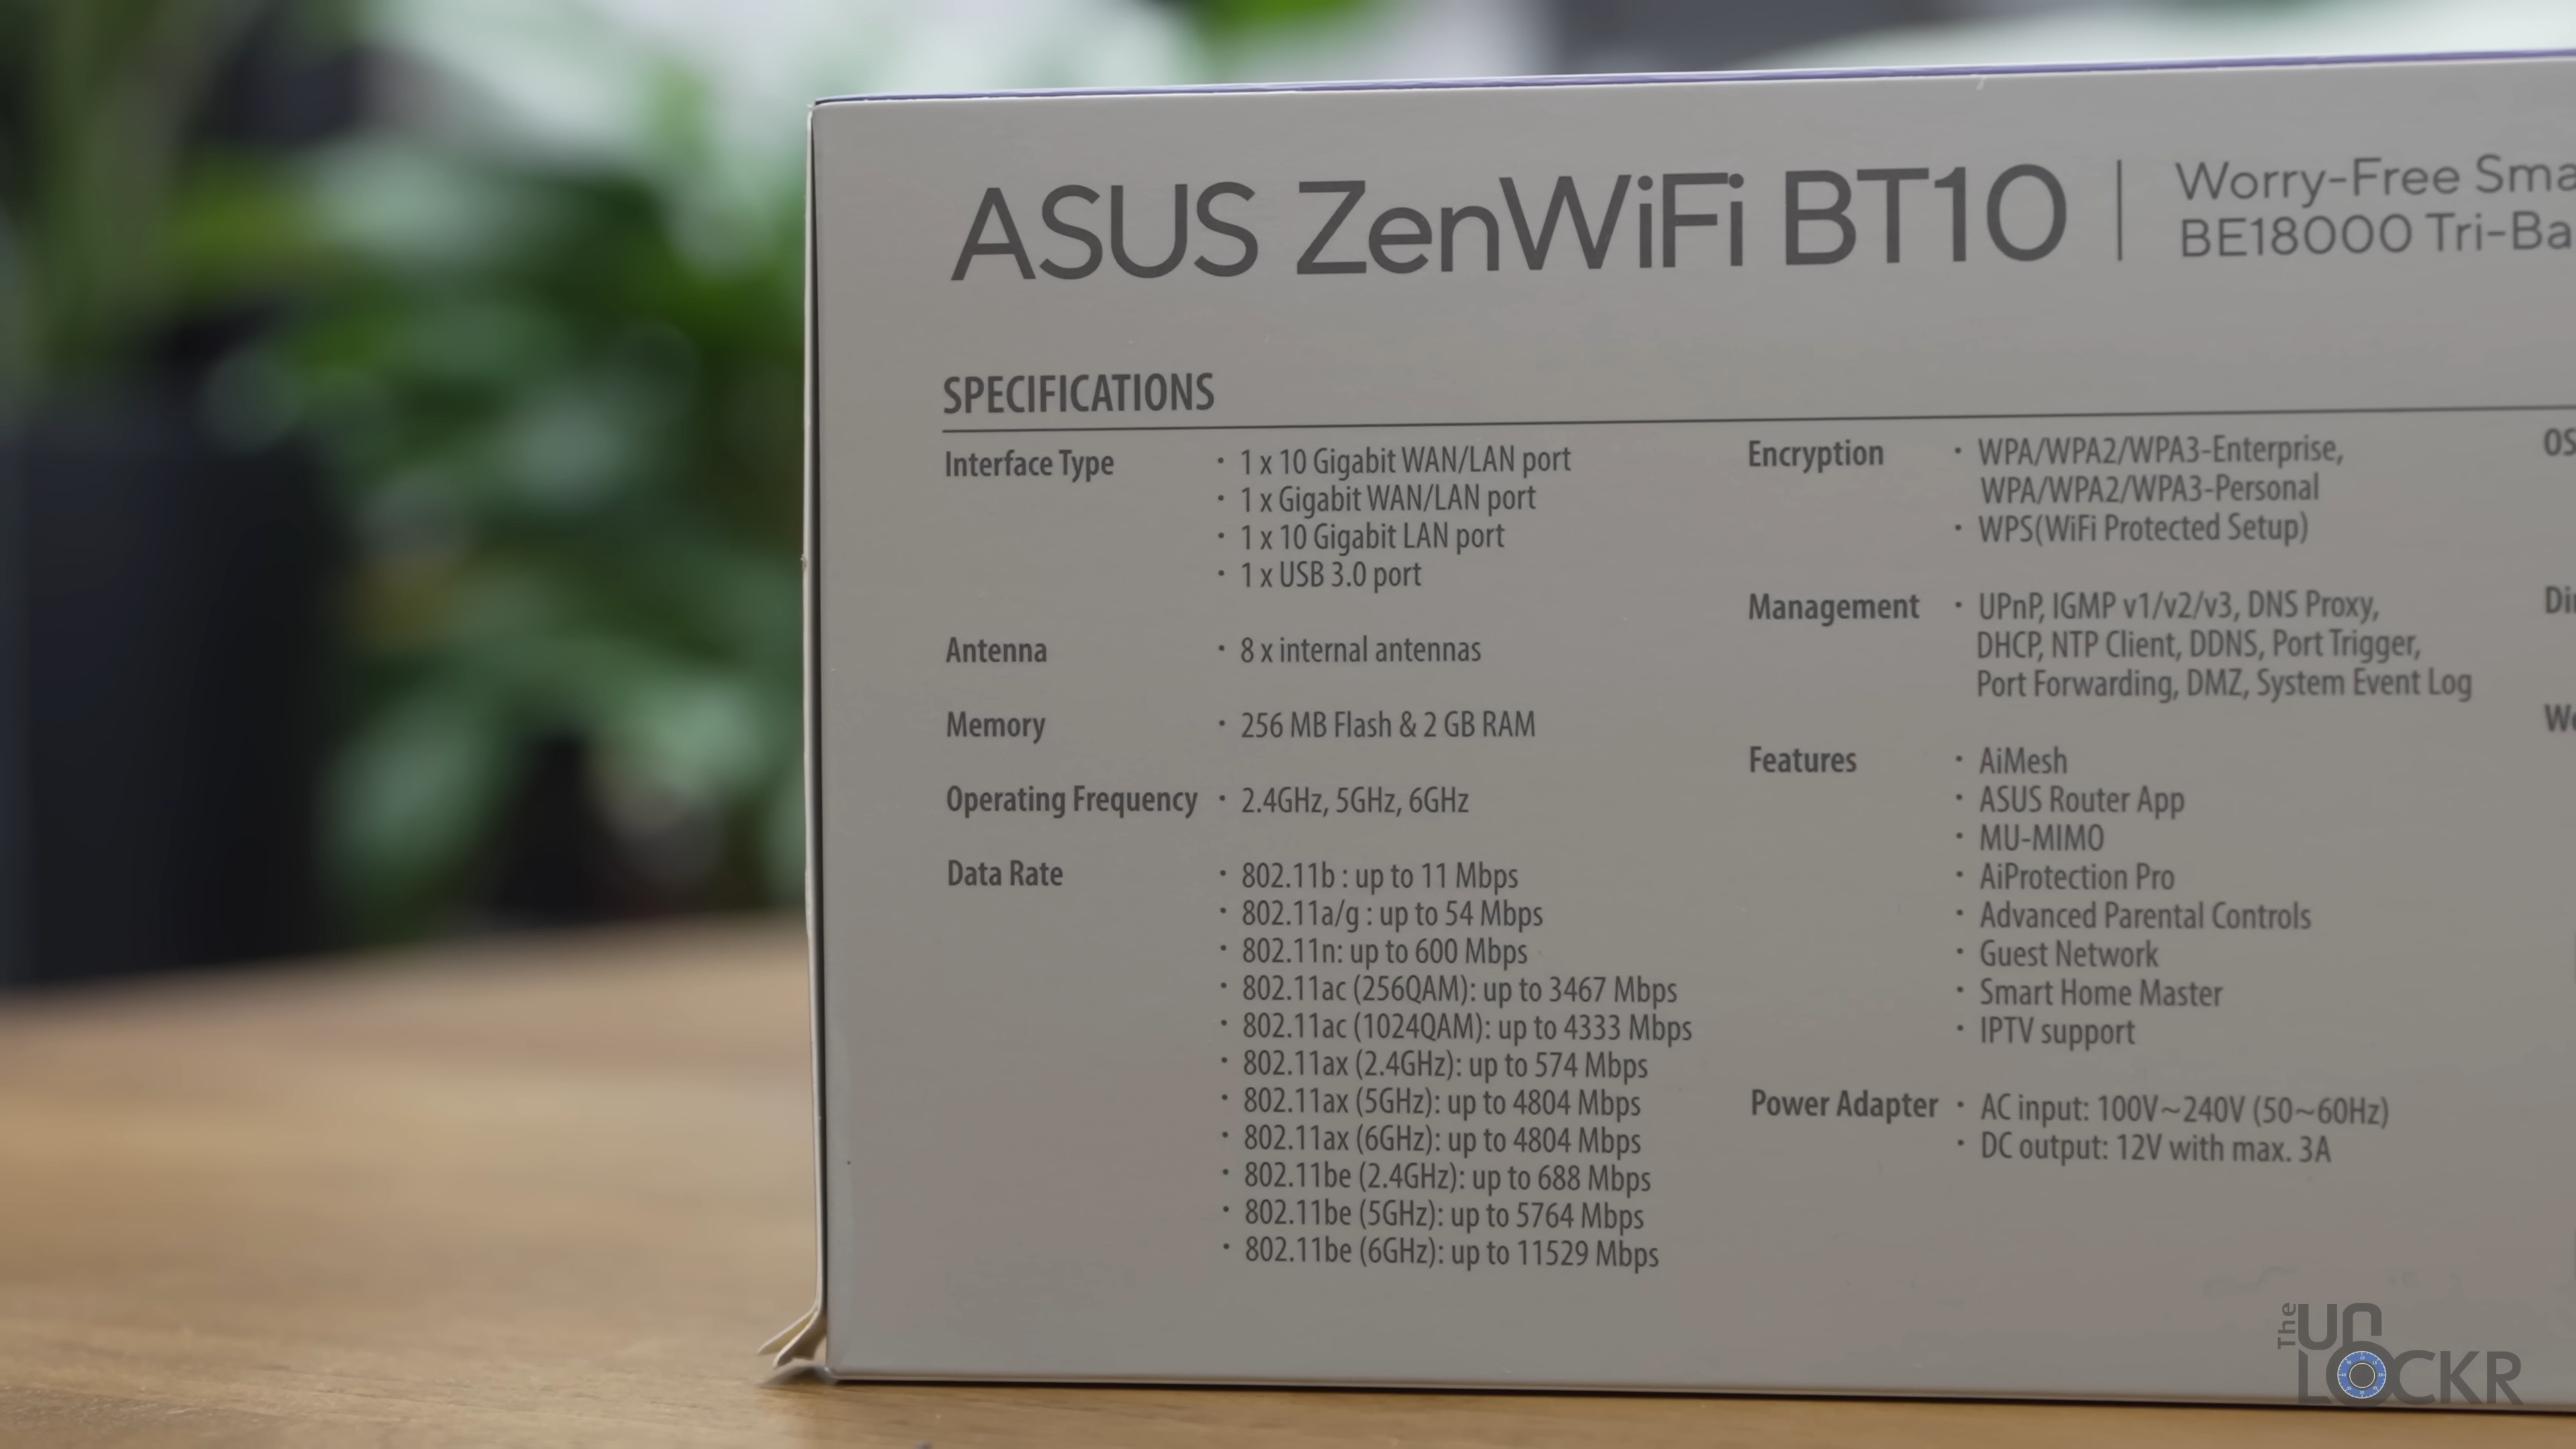 ASUS ZenWiFi BT10
Worry-Free
BE18000
SPECIFICATIONS
Interface Type
· 1 x 10 Gigabit WAN/LAN port
· 1 x Gigabit WAN/LAN port
· 1 x 10 Gigabit LAN port
· 1 x USB 3.0 port
Antenna
· 8 x internal antennas
Memory
· 256 MB Flash & 2 GB RAM
Operating Frequency
· 2.4GHz, 5GHz, 6GHz
Data Rate
· 802.11b : up to 11 Mbps
· 802.11a/g : up to 54 Mbps
· 802.11n: up to 600 Mbps
· 802.11ac (256QAM): up to 3467 Mbps
· 802.11ac (1024QAM): up to 4333 Mbps
· 802.11ax (2.4GHz): up to 574 Mbps
· 802.11ax (5GHz): up to 4804 Mbps
· 802.11ax (6GHz): up to 4804 Mbps
· 802.11be (2.4GHz): up to 688 Mbps
· 802.11be (5GHz): up to 5764 Mbps
· 802.11be (6GHz): up to 11529 Mbps
Encryption
· WPA/WPA2/WPA3-Enterprise,
WPA/WPA2/WPA3-Personal
· WPS(WiFi Protected Setup)
Management
· UPnP, IGMP v1/v2/v3, DNS Proxy,
DHCP, NTP Client, DDNS, Port Trigger,
Port Forwarding, DMZ, System Event Log
Features
· AiMesh
· ASUS Router App
· MU-MIMO
· AiProtection Pro
· Advanced Parental Controls
· Guest Network
· Smart Home Master
· IPTV support
Power Adapter
· AC input: 100V~240V (50~60Hz)
· DC output: 12V with max. 3A
The
UN
LOCKR